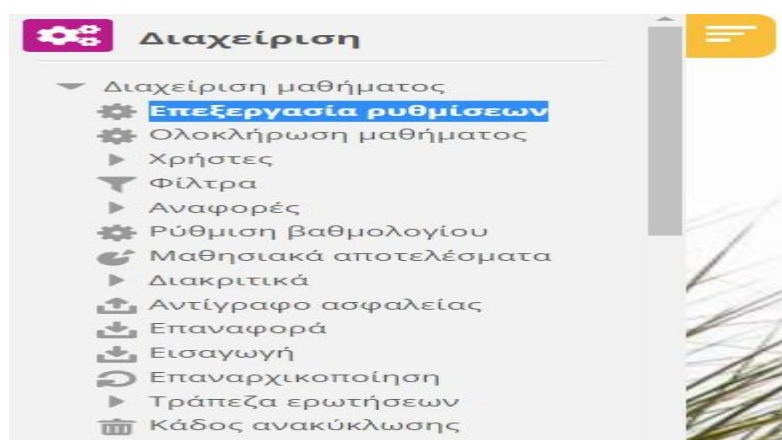 Διαχείριση
Διαχείριση μαθήματος
Επεξεργασία ρυθμίσεων
Ολοκλήρωση μαθήματος
Χρήστες
Φίλτρα
Αναφορές
Ρύθμιση βαθμολογίου
Μαθησιακά αποτελέσματα
Διακριτικά
Αντίγραφο ασφαλείας
Επαναφορά
Εισαγωγή
Επαναρχικοποίηση
Τράπεζα ερωτήσεων
Κάδος ανακύκλωσης